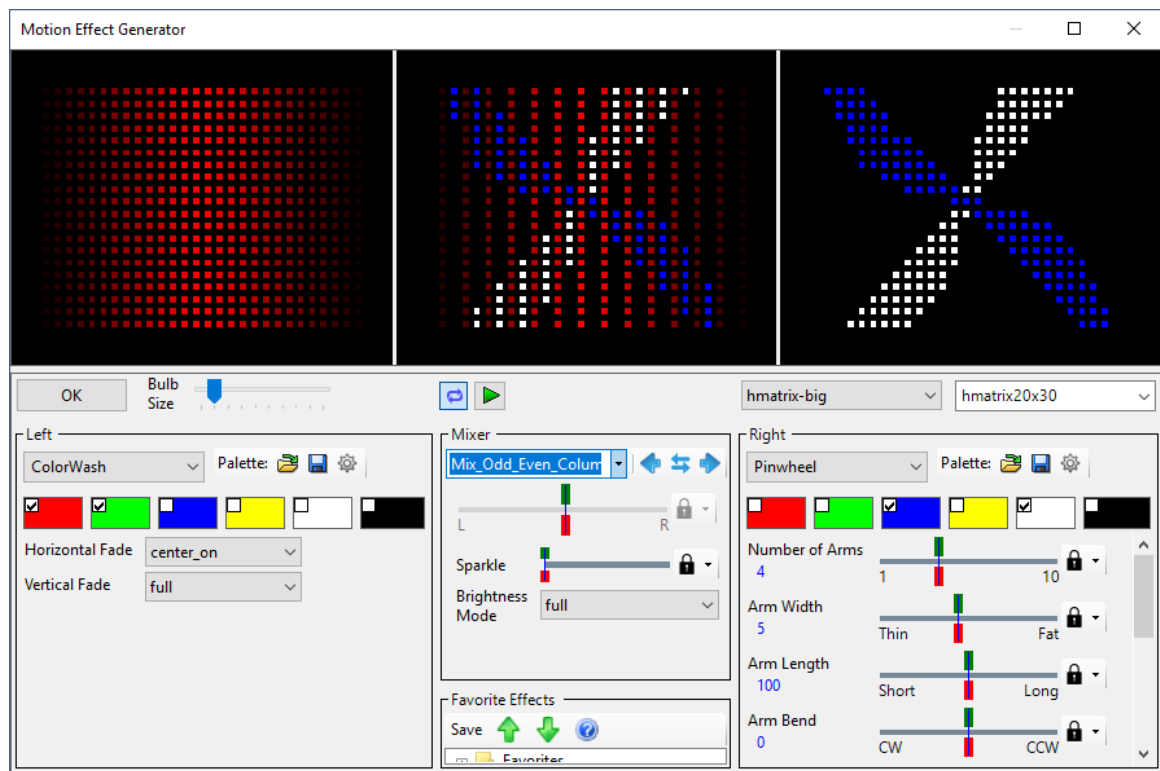 Motion Effect Generator
OK
Bulb
Size
hmatrix-big
hmatrix20x30
Left
ColorWash
Palette:
Horizontal Fade
center_on
Vertical Fade
full
Mixer
Mix_Odd_Even_Colum
L
R
Sparkle
Brightness
Mode
full
Favorite Effects
Save
Favorites
Right
Pinwheel
Palette:
Number of Arms
4
1
10
Arm Width
5
Thin
Fat
Arm Length
100
Short
Long
Arm Bend
0
CW
CCW